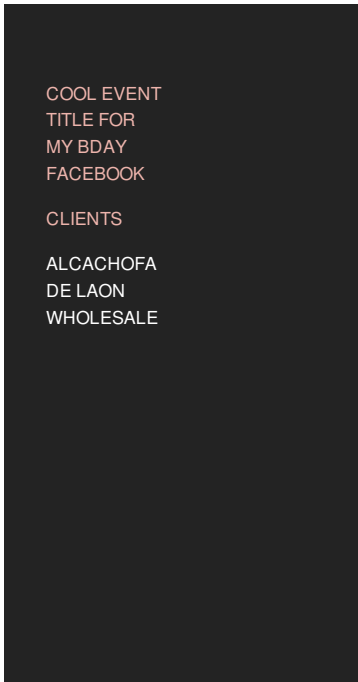 COOL EVENT
TITLE FOR
MY BDAY
FACEBOOK
CLIENTS
ALCACHOFA
DE LAON
WHOLESALE